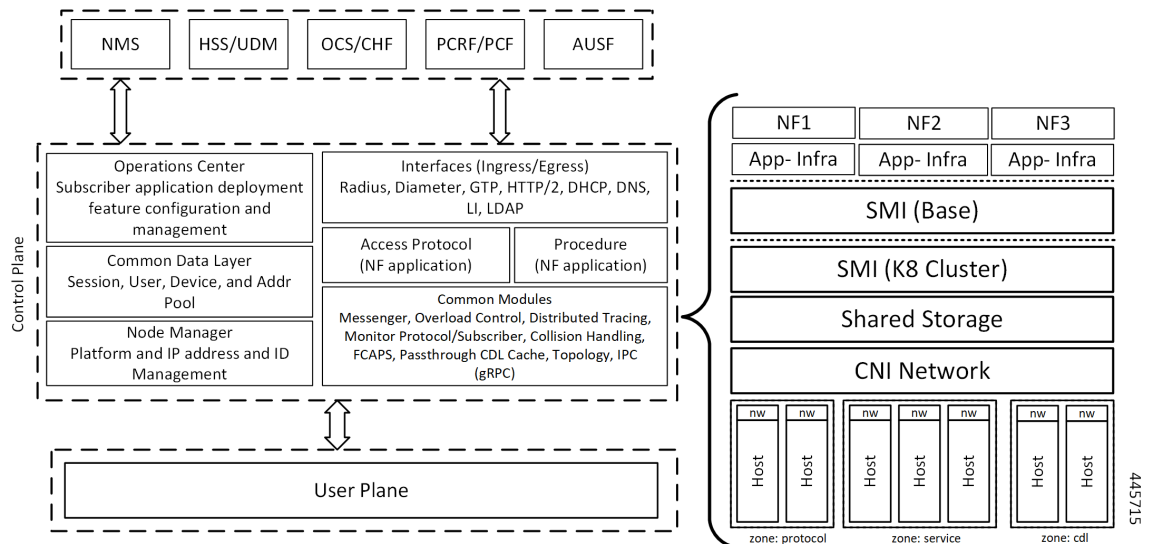 NMS
HSS/UDM
OCS/CHF
PCRF/PCF
AUSF
Control Plane
Operations Center
Subscriber application deployment
feature configuration and
management
Common Data Layer
Session, User, Device, and Addr
Pool
Node Manager
Platform and IP address and ID
Management
Interfaces (Ingress/Egress)
Radius, Diameter, GTP, HTTP/2, DHCP, DNS,
LI, LDAP
Access Protocol
(NF application)
Procedure
(NF application)
Common Modules
Messenger, Overload Control, Distributed Tracing,
Monitor Protocol/Subscriber, Collision Handling,
FCAPS, Passthrough CDL Cache, Topology, IPC
(gRPC)
User Plane
NF1
NF2
NF3
App- Infra
App- Infra
App- Infra
SMI (Base)
SMI (K8 Cluster)
Shared Storage
CNI Network
nw
nw
nw
nw
nw
nw
nw
Host
Host
Host
Host
Host
Host
Host
zone: protocol
zone: service
zone: cdl
445715